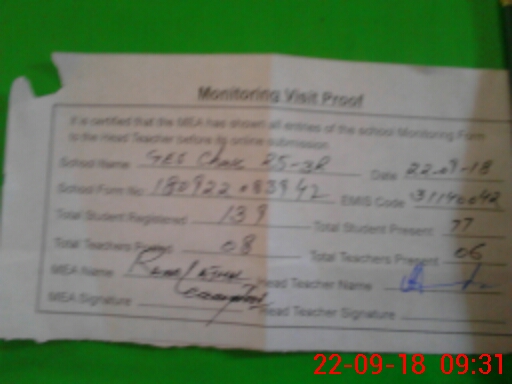 Monitoring Visit Proof
It is certified that the MEA has shown all entries of the school Monitoring Form
to the Head Teacher before its online submission.
School Name GES Chak 25-3R Date 22-09-18
School Form No 180922083942 EMIS Code 31140042
Total Student Registered 139 Total Student Present 77
Total Teachers Posted 08 Total Teachers Present 06
MEA Name Head Teacher Name
MEA Signature Head Teacher Signature
22-09-18 09:31